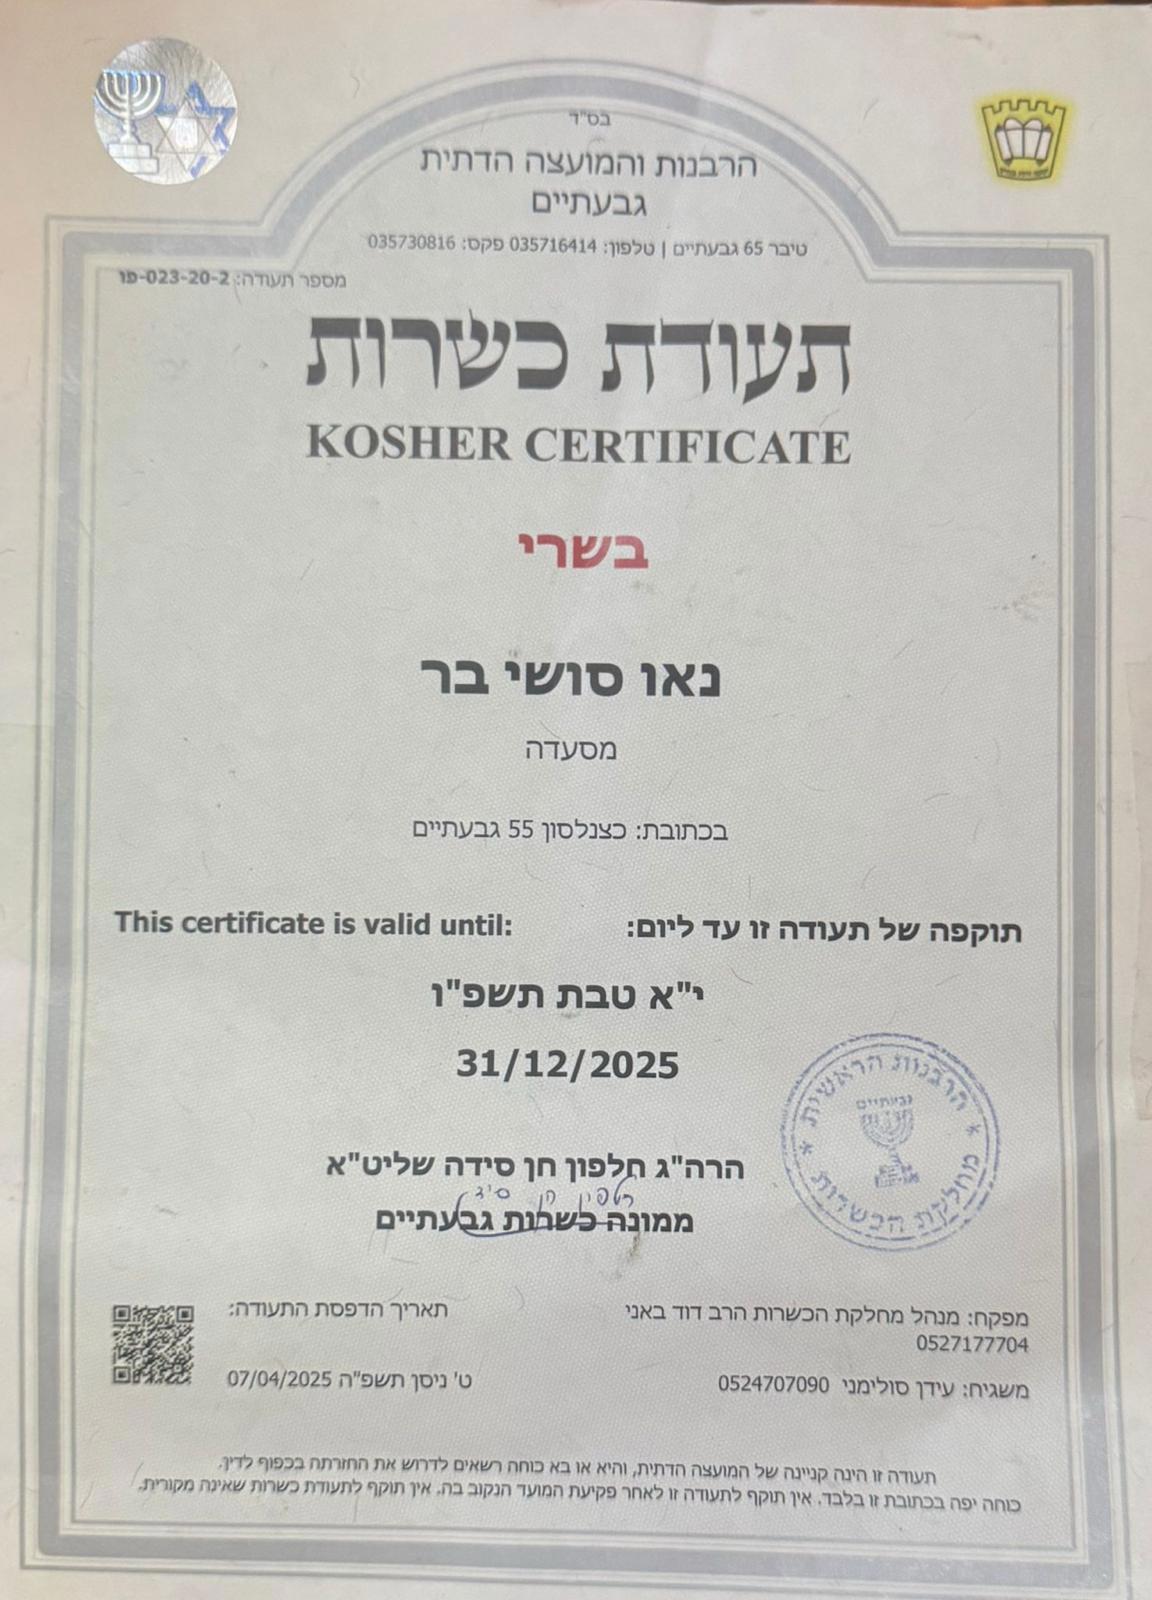 בס"ד
הרבנות והמועצה הדתית
גבעתיים
טיבר 65 גבעתיים | טלפון: 035716414 פקס: 035730816
מספר תעודה: 023-20-2-פו
תעודת כשרות
KOSHER CERTIFICATE
בשרי
נאו סושי בר
מסעדה
בכתובת: כצנלסון 55 גבעתיים
תוקפה של תעודה זו עד ליום:
This certificate is valid until:
י"א טבת תשפ"ו
31/12/2025
הרה"ג חלפון חן סידה שליט"א
ממונה כשרות גבעתיים
הרבנות הראשית
גבעתיים
מחלקת הכשרות
מפקח: מנהל מחלקת הכשרות הרב דוד באני
0527177704
משגיח: עידן סולימני 0524707090
תאריך הדפסת התעודה:
ט' ניסן תשפ"ה 07/04/2025
תעודה זו הינה קניינה של המועצה הדתית, והיא או בא כוחה רשאים לדרוש את החזרתה בכפוף לדין.
כוחה יפה בכתובת זו בלבד. אין תוקף לתעודה זו לאחר פקיעת המועד הנקוב בה. אין תוקף לתעודת כשרות שאינה מקורית.